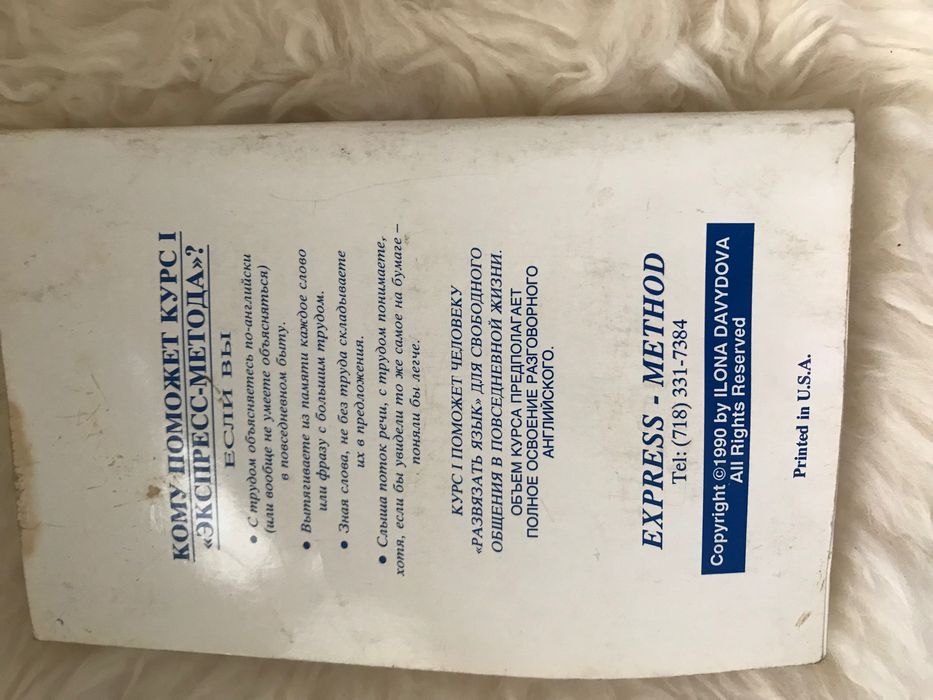 КОМУ ПОМОЖЕТ КУРС I
«ЭКСПРЕСС-МЕТОДА»?
ЕСЛИ ВЫ
• С трудом объясняетесь по-английски
(или вообще не умеете объясняться)
в повседневном быту.
• Вытягиваете из памяти каждое слово
или фразу с большим трудом.
• Зная слова, не без труда складываете
их в предложения.
• Слыша поток речи, с трудом понимаете,
хотя, если бы увидели то же самое на бумаге –
поняли бы легче.
КУРС I ПОМОЖЕТ ЧЕЛОВЕКУ
«РАЗВЯЗАТЬ ЯЗЫК» ДЛЯ СВОБОДНОГО
ОБЩЕНИЯ В ПОВСЕДНЕВНОЙ ЖИЗНИ.
ОБЪЕМ КУРСА ПРЕДПОЛАГАЕТ
ПОЛНОЕ ОСВОЕНИЕ РАЗГОВОРНОГО
АНГЛИЙСКОГО.
EXPRESS - METHOD
Tel: (718) 331-7384
Copyright ©1990 by ILONA DAVYDOVA
All Rights Reserved
Printed in U.S.A.